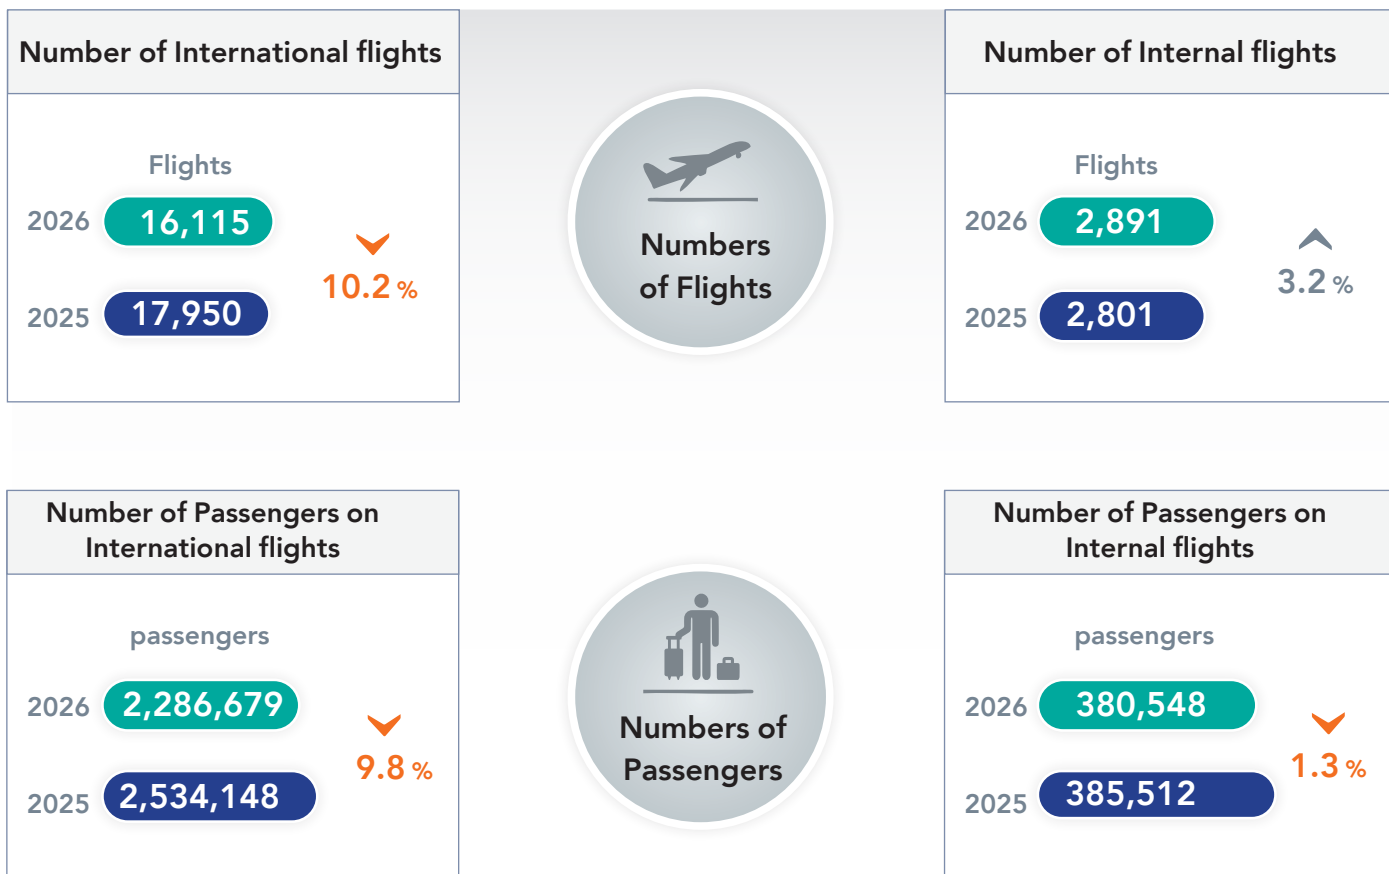 Number of International flights
Flights
2026 16,115
10.2 %
2025 17,950
Numbers
of Flights
Number of Internal flights
Flights
2026 2,891
3.2 %
2025 2,801
Number of Passengers on
International flights
passengers
2026 2,286,679
9.8 %
2025 2,534,148
Numbers of
Passengers
Number of Passengers on
Internal flights
passengers
2026 380,548
1.3 %
2025 385,512